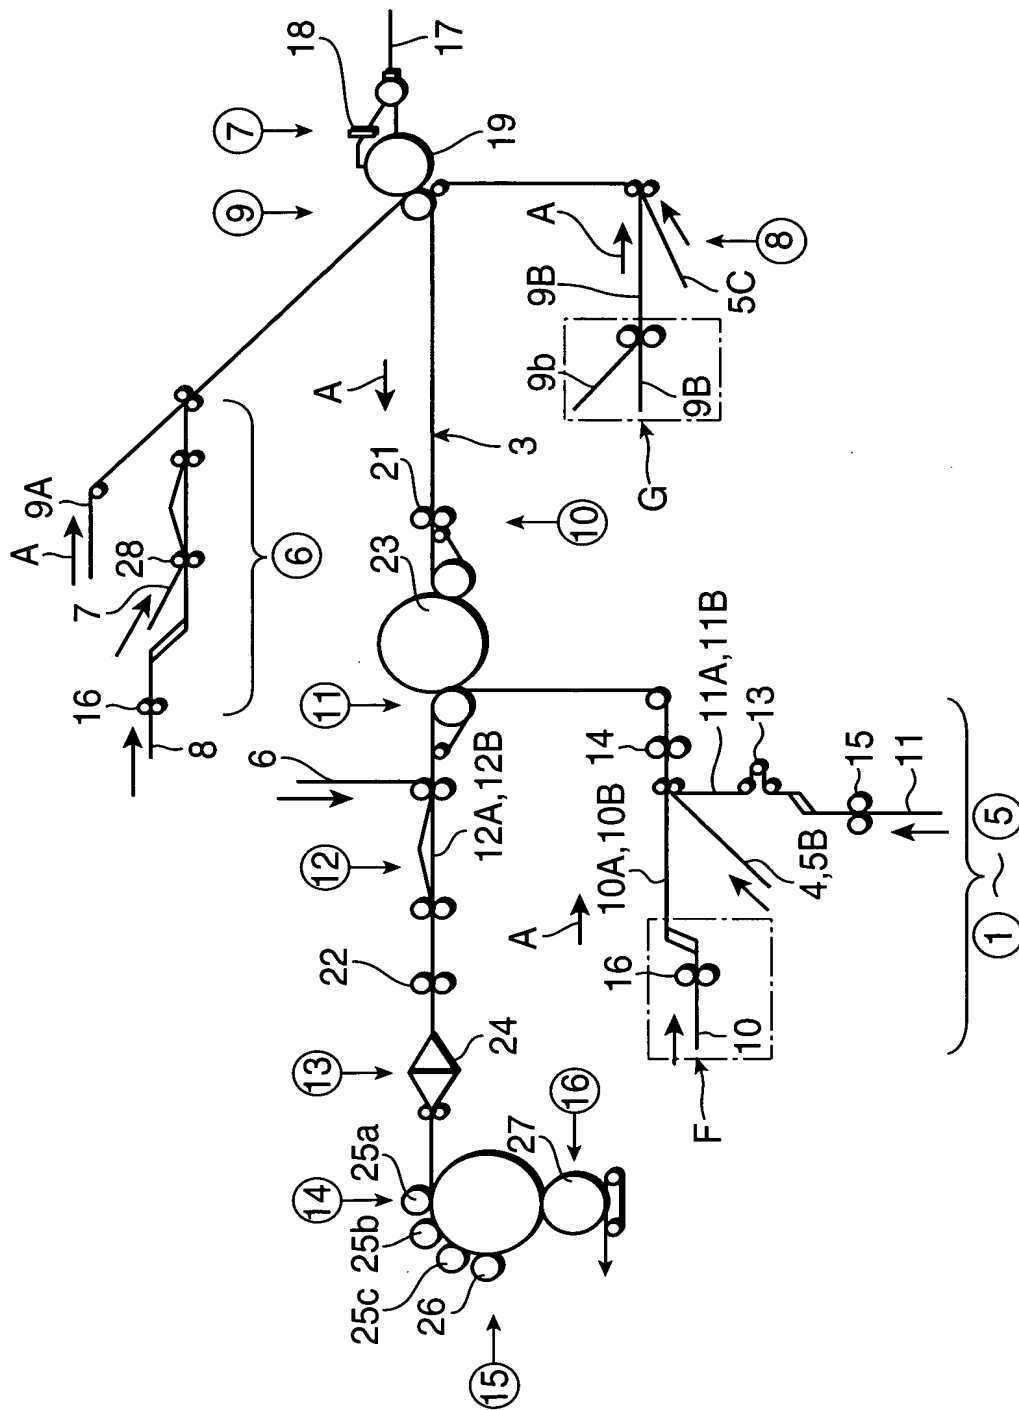 18
17
⑦
19
⑨
A
9B
⑧
5C
9b
9B
G
A
3
21
⑩
23
9A
A
28
7
⑥
16
8
⑪
6
12A,12B
⑫
22
24
⑬
14
11A,11B
13
15
11
10A,10B
4,5B
A
16
10
F
① ~ ⑤
⑯
27
25a
⑭
25b
25c
26
⑮